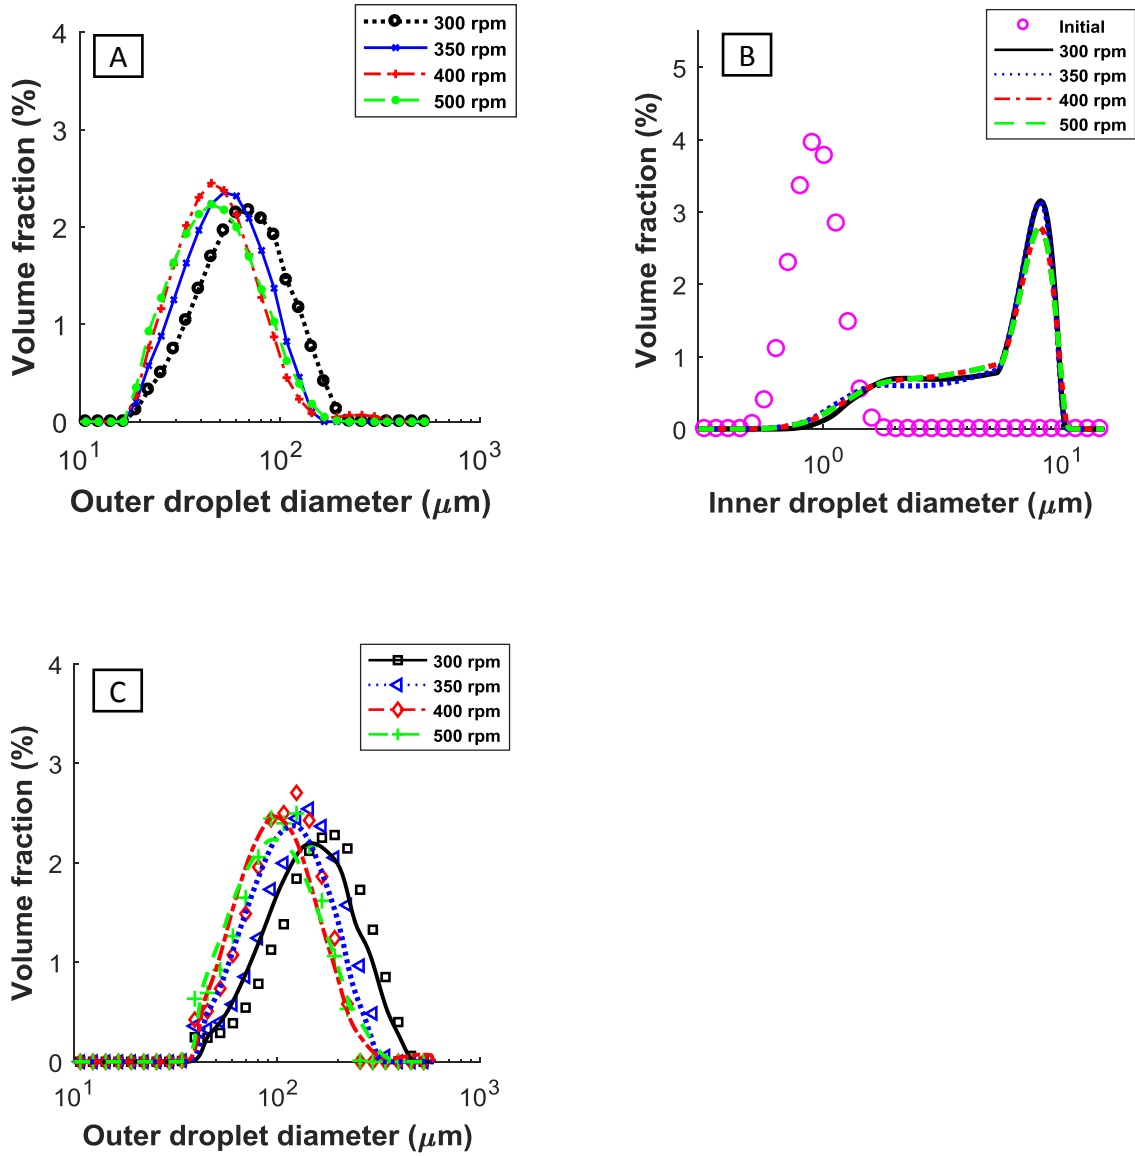 A
300 rpm
350 rpm
400 rpm
500 rpm
4
3
2
1
0
Volume fraction (%)
10^1
10^2
10^3
Outer droplet diameter (μm)
B
Initial
300 rpm
350 rpm
400 rpm
500 rpm
5
4
3
2
1
0
Volume fraction (%)
10^0
10^1
Inner droplet diameter (μm)
C
300 rpm
350 rpm
400 rpm
500 rpm
4
3
2
1
0
Volume fraction (%)
10^1
10^2
10^3
Outer droplet diameter (μm)